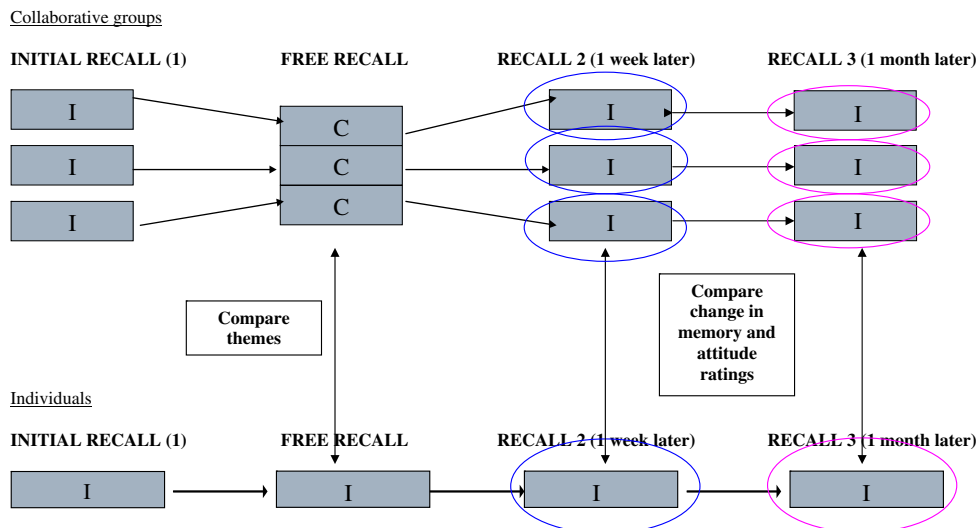 Collaborative groups
INITIAL RECALL (1) FREE RECALL RECALL 2 (1 week later) RECALL 3 (1 month later)
I C I I
I C I I
I C I I
Compare
themes
Compare
change in
memory and
attitude
ratings
Individuals
INITIAL RECALL (1) FREE RECALL RECALL 2 (1 week later) RECALL 3 (1 month later)
I I I I